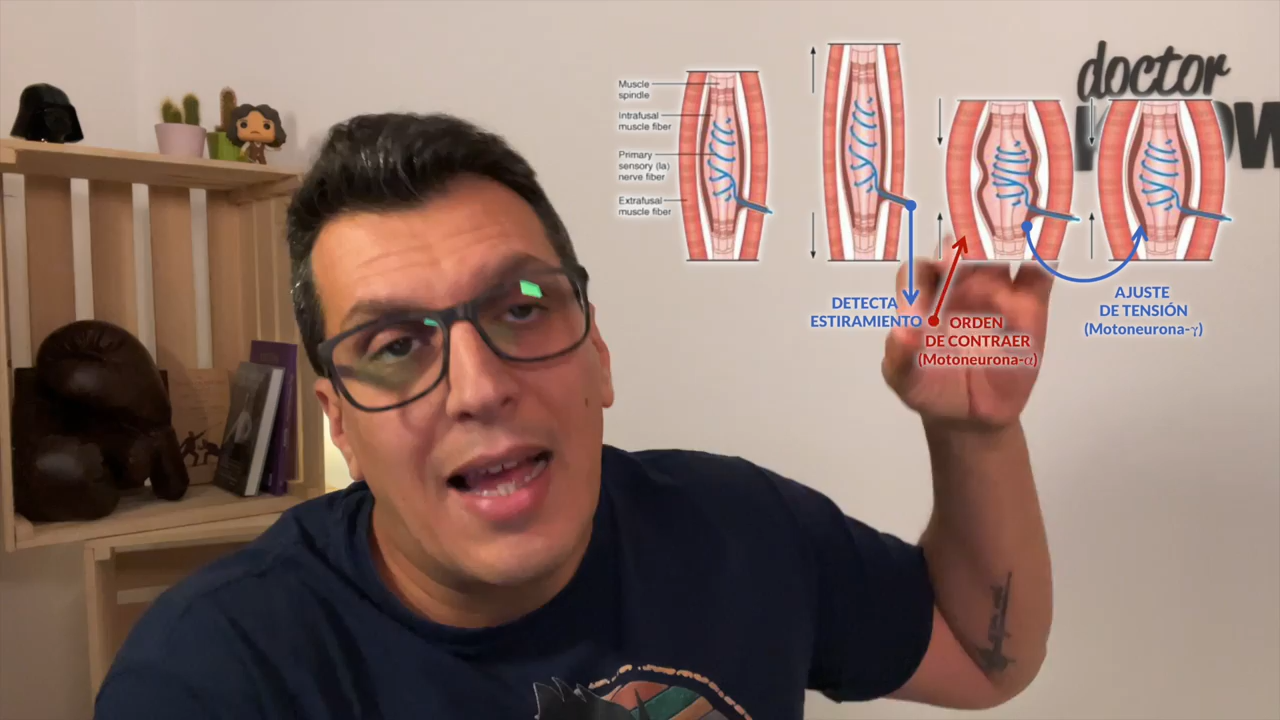 Muscle
spindle
Intrafusal
muscle fiber
Primary
sensory (Ia)
nerve fiber
Extrafusal
muscle fiber
doctor
DETECTA
ESTIRAMIENTO
ORDEN
DE CONTRAER
(Motoneurona-α)
AJUSTE
DE TENSIÓN
(Motoneurona-γ)